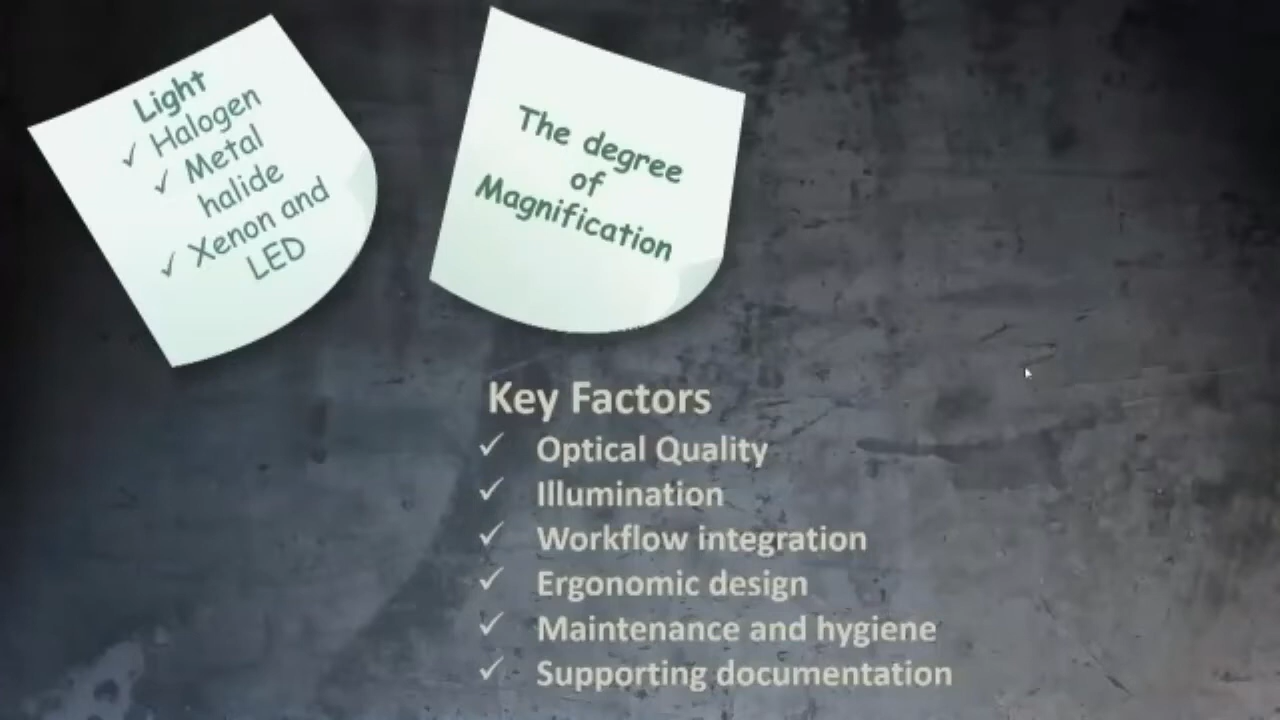 Light
✓ Halogen
✓ Metal
halide
✓ Xenon and
LED
The degree
of
Magnification
Key Factors
✓ Optical Quality
✓ Illumination
✓ Workflow integration
✓ Ergonomic design
✓ Maintenance and hygiene
✓ Supporting documentation